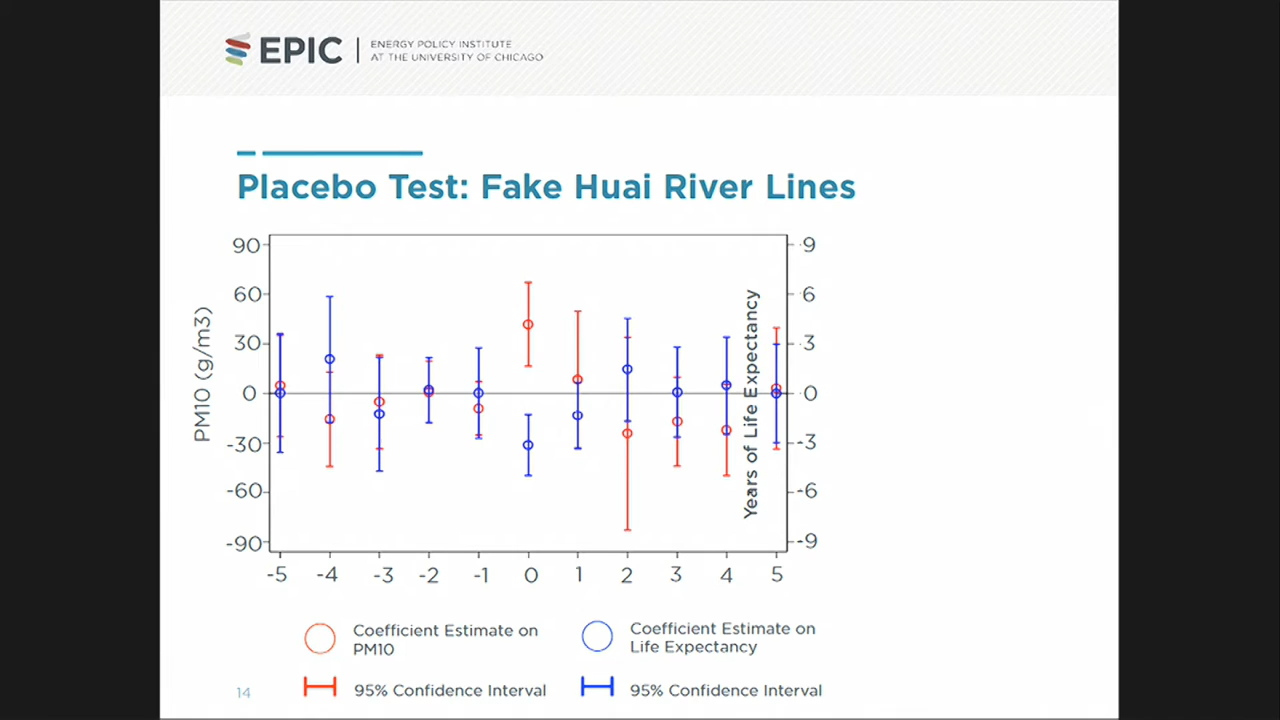 EPIC
ENERGY POLICY INSTITUTE
AT THE UNIVERSITY OF CHICAGO
Placebo Test: Fake Huai River Lines
PM10 (g/m3)
90
60
30
0
-30
-60
-90
Years of Life Expectancy
9
6
3
0
-3
-6
-9
-5 -4 -3 -2 -1 0 1 2 3 4 5
Coefficient Estimate on
PM10
Coefficient Estimate on
Life Expectancy
95% Confidence Interval
95% Confidence Interval
14